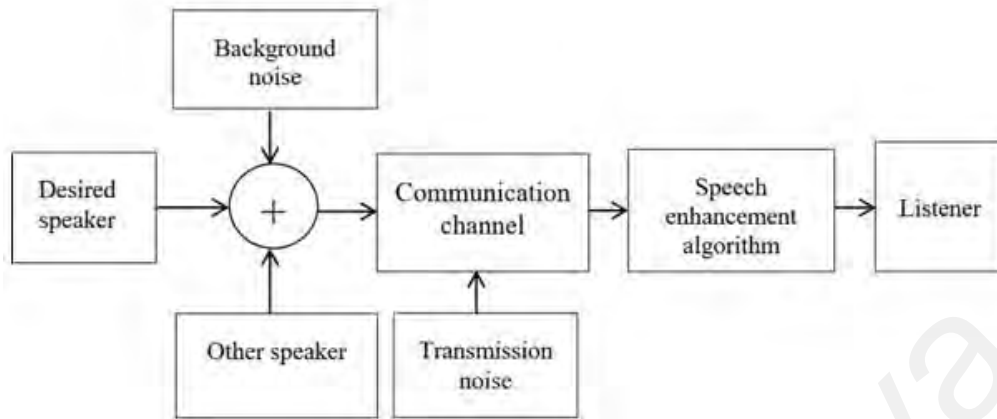 Background
noise
Desired
speaker
+
Communication
channel
Speech
enhancement
algorithm
Listener
Other speaker
Transmission
noise